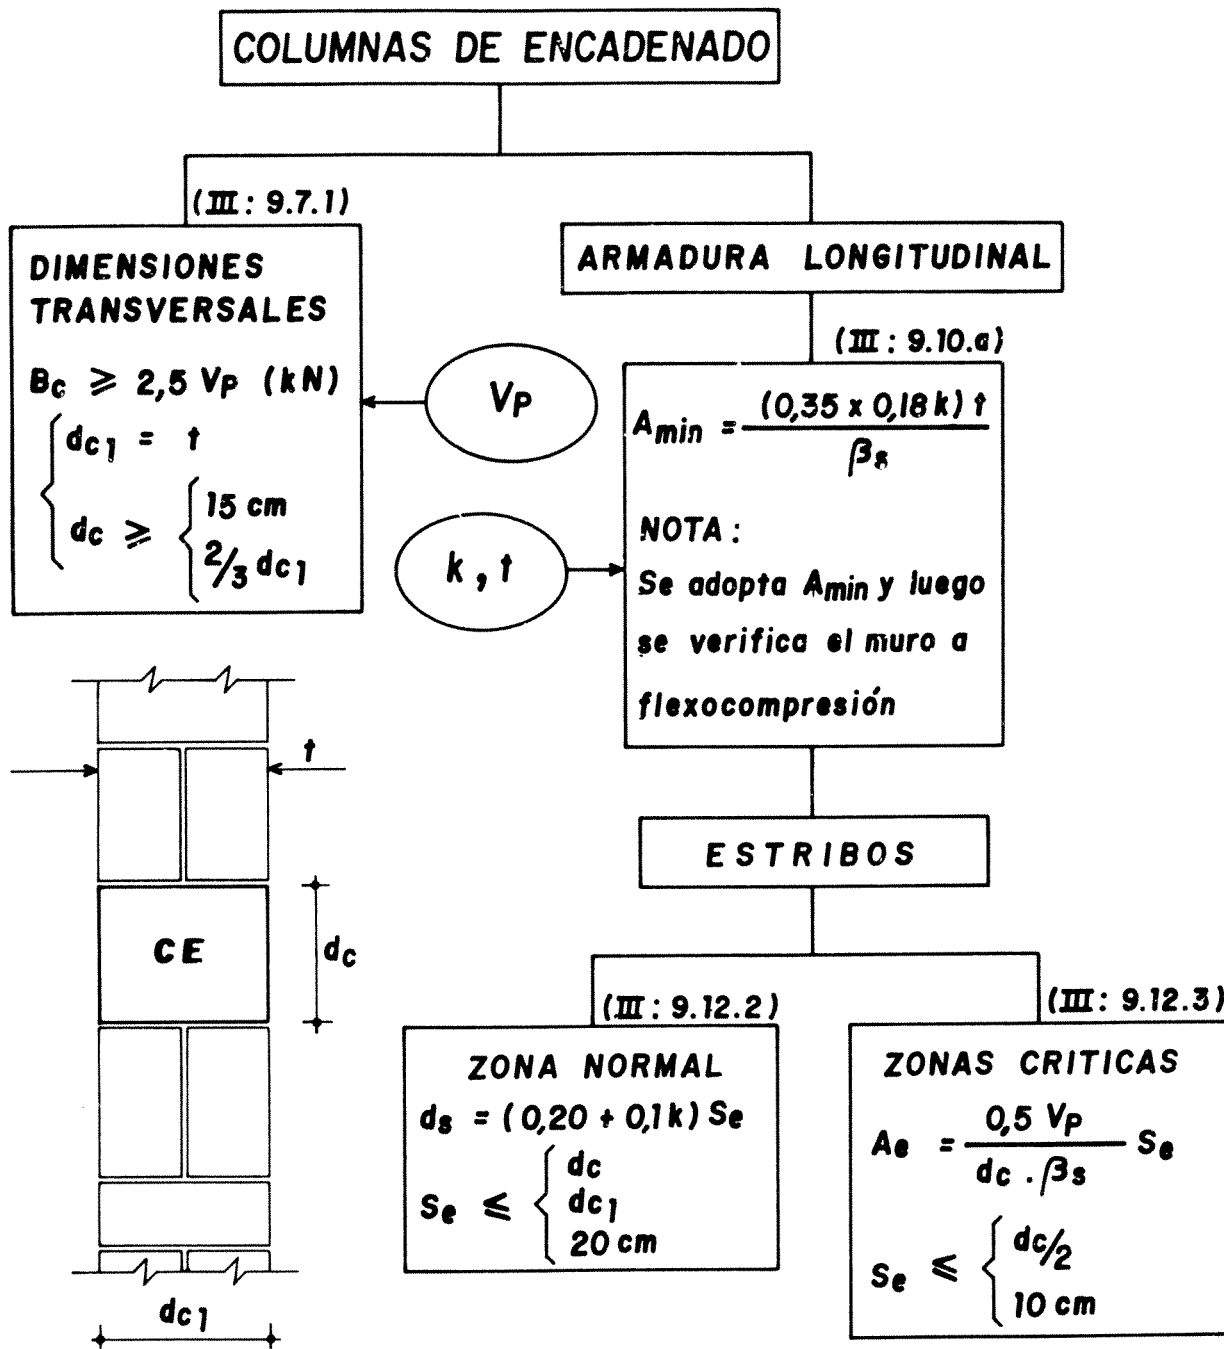 COLUMNAS DE ENCADENADO
(III: 9.7.1)
DIMENSIONES
TRANSVERSALES
Bc ⩾ 2,5 Vp (kN)
dc1 = t
dc ⩾
15 cm
2/3 dc1
Vp
k, t
ARMADURA LONGITUDINAL
(III: 9.10.a)
Amin = (0,35 x 0,18 k) t / βs
NOTA:
Se adopta Amin y luego
se verifica el muro a
flexocompresión
t
CE
dc
dc1
ESTRIBOS
(III: 9.12.2)
ZONA NORMAL
ds = (0,20 + 0,1k) Se
Se ⩽
dc
dc1
20 cm
(III: 9.12.3)
ZONAS CRITICAS
Ae = 0,5 Vp / dc . βs Se
Se ⩽
dc/2
10 cm